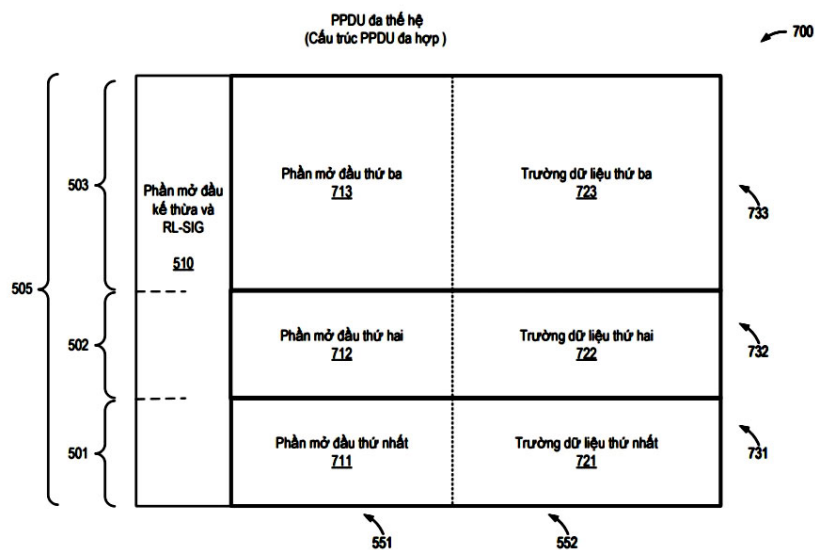 PPDU đa thế hệ
(Cấu trúc PPDU đa hợp )
700
503
Phần mở đầu
kế thừa và
RL-SIG
510
Phần mở đầu thứ ba
713
Trường dữ liệu thứ ba
723
733
505
502
Phần mở đầu thứ hai
712
Trường dữ liệu thứ hai
722
732
501
Phần mở đầu thứ nhất
711
Trường dữ liệu thứ nhất
721
731
551
552